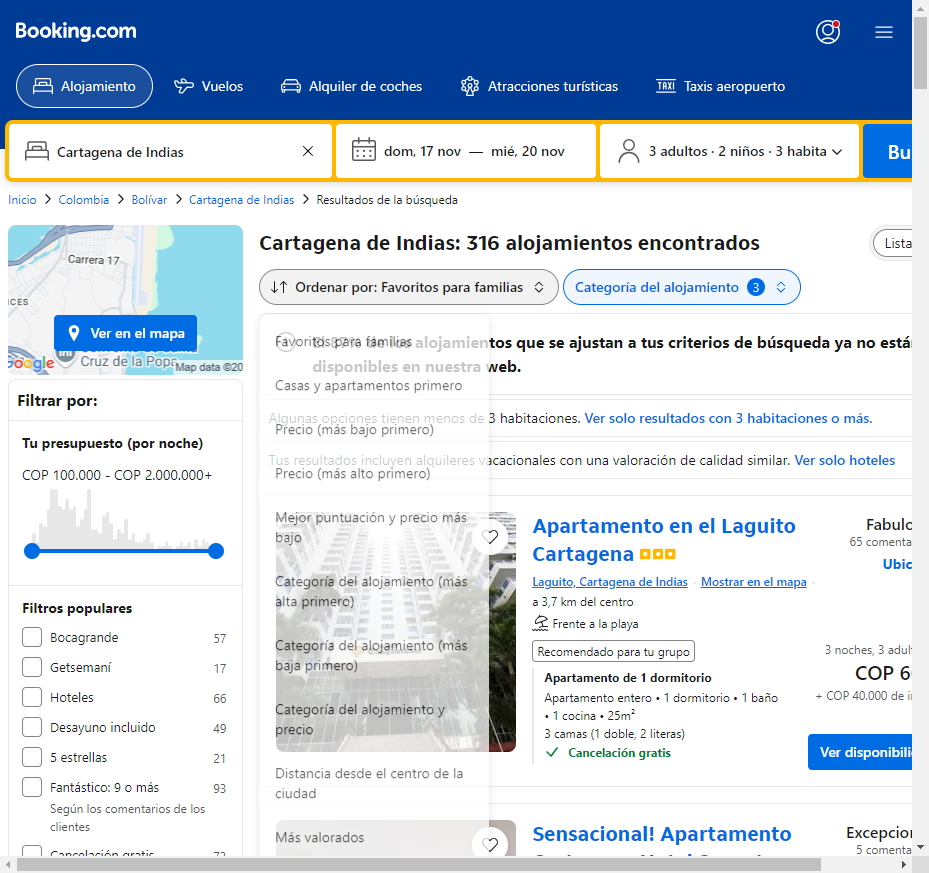 Booking.com
Alojamiento
Vuelos
Alquiler de coches
Atracciones turísticas
TAXI
Taxis aeropuerto
Cartagena de Indias
dom, 17 nov — mié, 20 nov
3 adultos · 2 niños · 3 habita
Bu
Inicio
Colombia
Bolívar
Cartagena de Indias
Resultados de la búsqueda
Carrera 17
ICES
Ver en el mapa
Cruz de la Popa
Google
Map data ©20
Filtrar por:
Tu presupuesto (por noche)
COP 100.000 - COP 2.000.000+
Filtros populares
Bocagrande 57
Getsemaní 17
Hoteles 66
Desayuno incluido 49
5 estrellas 21
Fantástico: 9 o más 93
Según los comentarios de los
clientes
Cancelación gratis 72
Cartagena de Indias: 316 alojamientos encontrados
Lista
Ordenar por: Favoritos para familias
Categoría del alojamiento 3
Favoritos para familias
Casas y apartamentos primero
Precio (más bajo primero)
Precio (más alto primero)
Mejor puntuación y precio más
bajo
Categoría del alojamiento (más
alta primero)
Categoría del alojamiento (más
baja primero)
Categoría del alojamiento y
precio
Distancia desde el centro de la
ciudad
Más valorados
de los alojamientos que se ajustan a tus criterios de búsqueda ya no está
disponibles en nuestra web.
Algunas opciones tienen menos de 3 habitaciones. Ver solo resultados con 3 habitaciones o más.
Tus resultados incluyen alquileres vacacionales con una valoración de calidad similar. Ver solo hoteles
Apartamento en el Laguito
Cartagena
Laguito, Cartagena de Indias
Mostrar en el mapa
a 3,7 km del centro
Frente a la playa
Recomendado para tu grupo
Apartamento de 1 dormitorio
Apartamento entero • 1 dormitorio • 1 baño
• 1 cocina • 25m²
3 camas (1 doble, 2 literas)
Cancelación gratis
Fabulo
65 comenta
Ubic
3 noches, 3 adult
COP 6
+ COP 40.000 de i
Ver disponibili
Sensacional! Apartamento
Excepcion
5 comenta